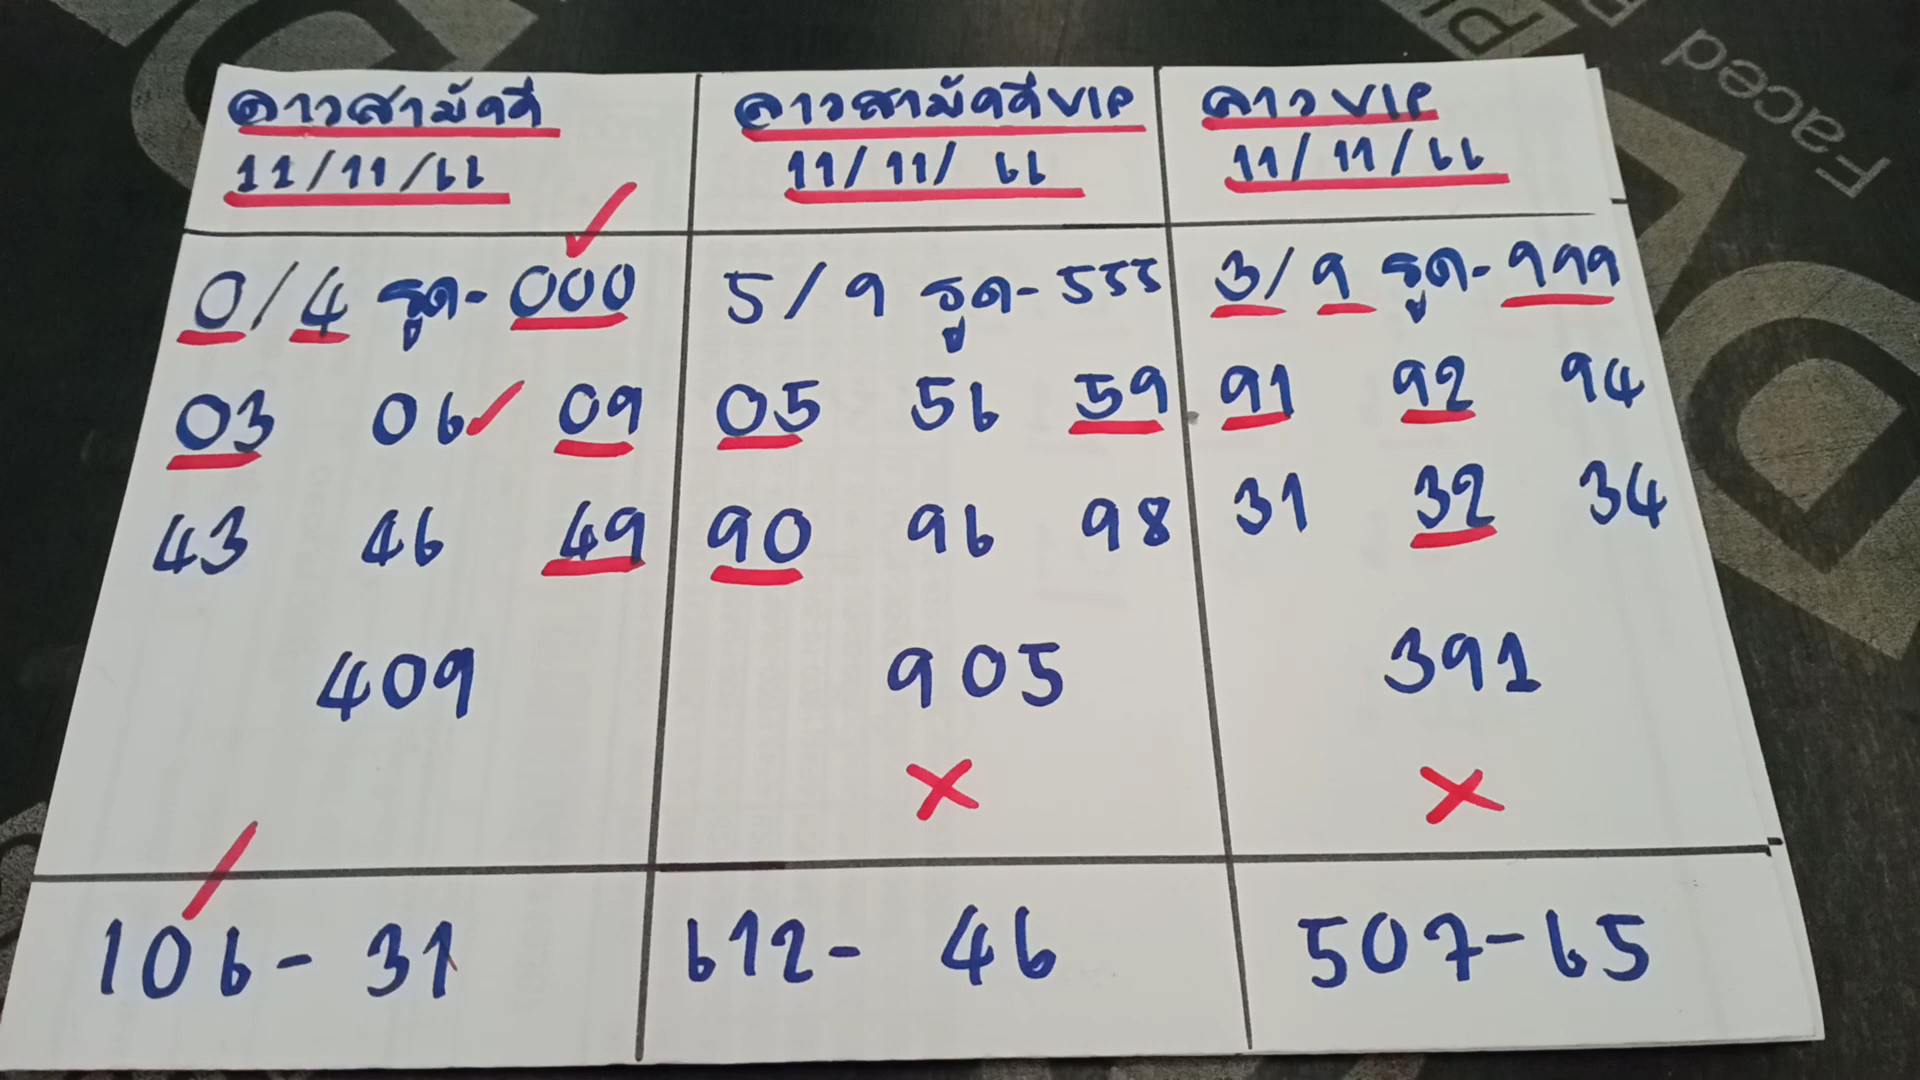 ลาวสามัคคี
11/11/66
0/4 รูด-000
03 06 09
43 46 49
409
106-31
ลาวสามัคคีVIP
11/11/66
5/9 รูด-555
05 56 59
90 96 98
905
612-46
ลาวVIP
11/11/66
3/9 รูด-999
91 92 94
31 32 34
391
507-65
Faced